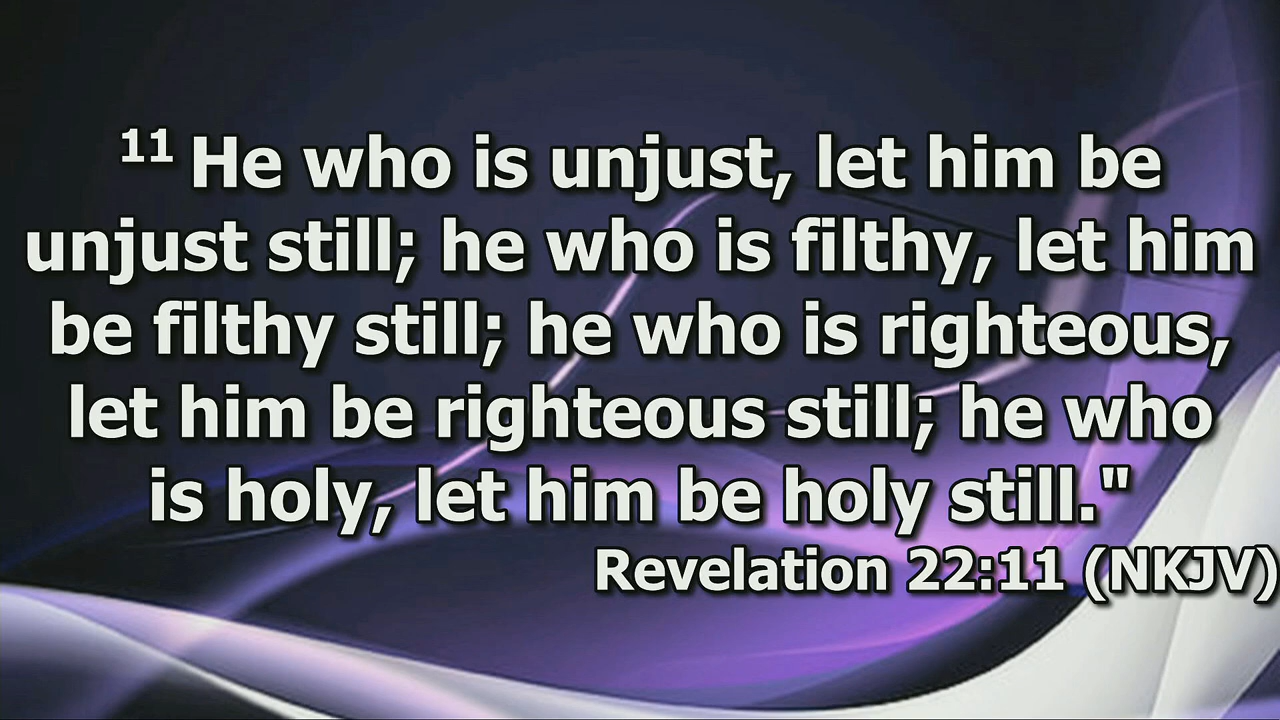 11 He who is unjust, let him be
unjust still; he who is filthy, let him
be filthy still; he who is righteous,
let him be righteous still; he who
is holy, let him be holy still."
Revelation 22:11 (NKJV)